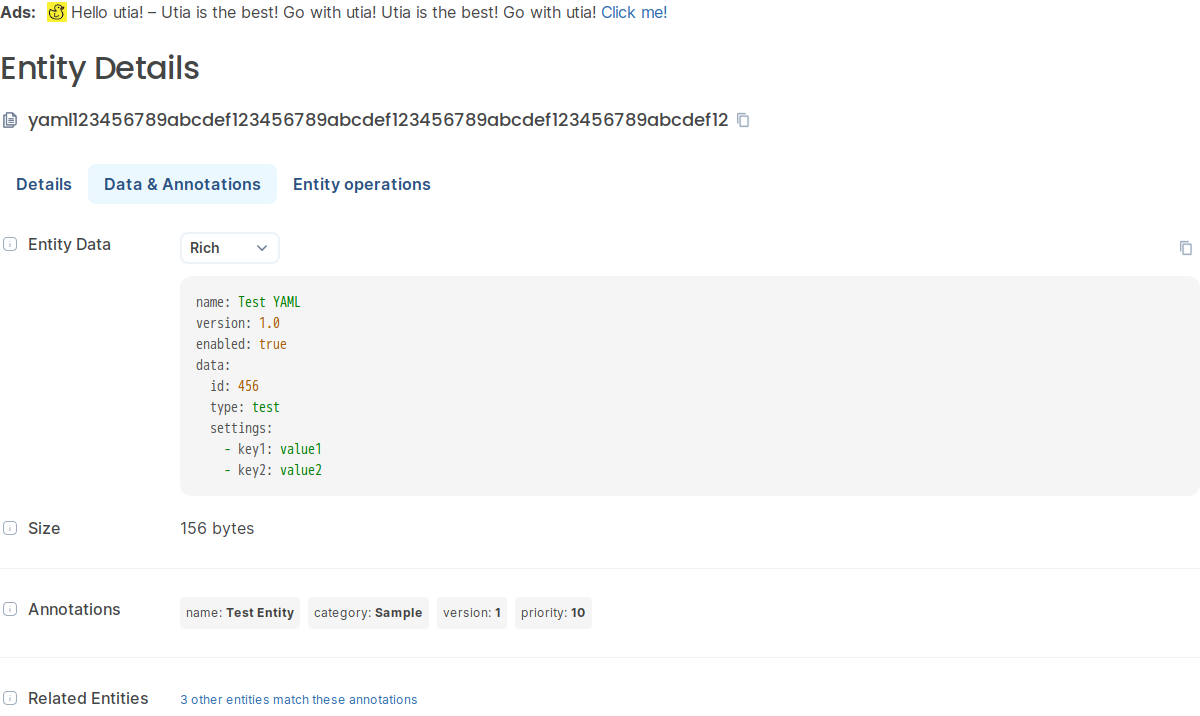 Ads: Hello utia! – Utia is the best! Go with utia! Utia is the best! Go with utia! Click me!
Entity Details
yaml123456789abcdef123456789abcdef123456789abcdef123456789abcdef12
Details Data & Annotations Entity operations
Entity Data Rich
name: Test YAML
version: 1.0
enabled: true
data:
  id: 456
  type: test
  settings:
    - key1: value1
    - key2: value2
Size 156 bytes
Annotations name: Test Entity category: Sample version: 1 priority: 10
Related Entities 3 other entities match these annotations